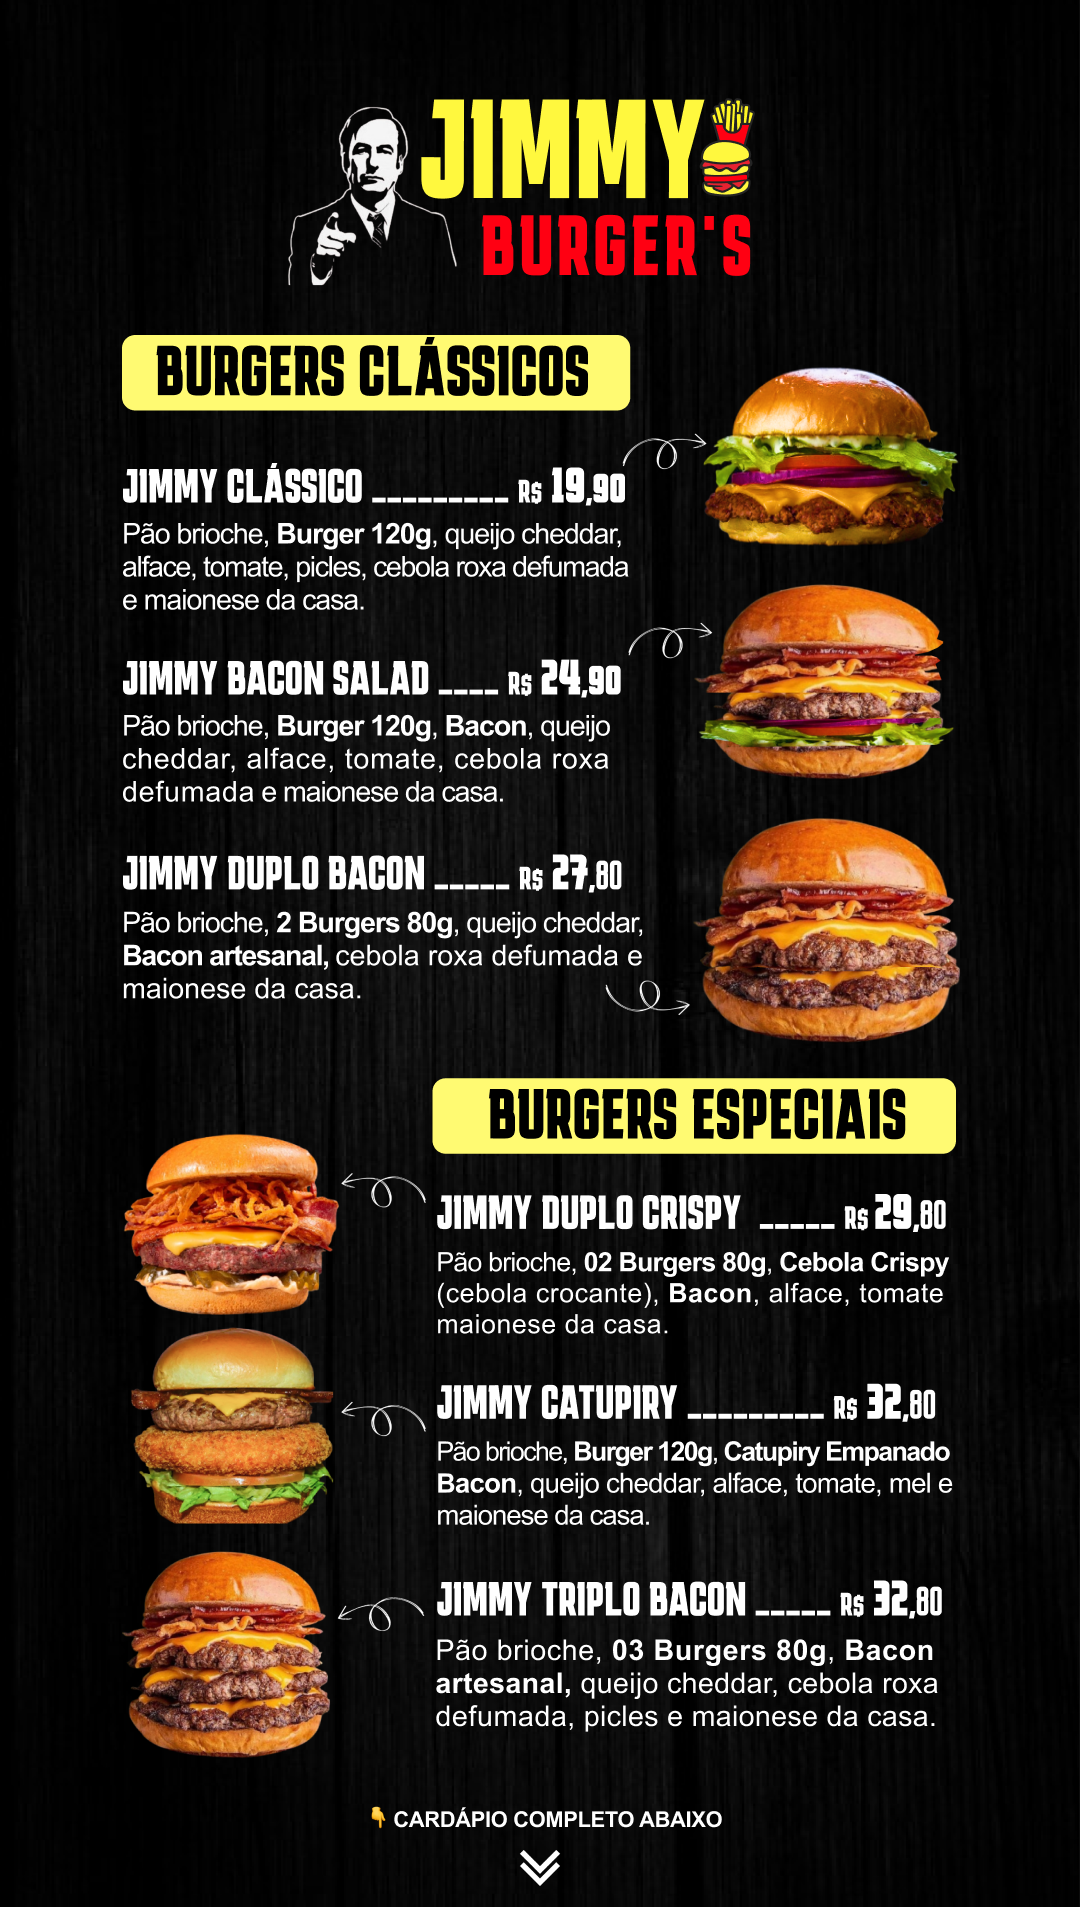 JIMMY
BURGER'S
BURGERS CLÁSSICOS
JIMMY CLÁSSICO _________ R$ 19,90
Pão brioche, Burger 120g, queijo cheddar,
alface, tomate, picles, cebola roxa defumada
e maionese da casa.
JIMMY BACON SALAD ____ R$ 24,90
Pão brioche, Burger 120g, Bacon, queijo
cheddar, alface, tomate, cebola roxa
defumada e maionese da casa.
JIMMY DUPLO BACON _____ R$ 27,80
Pão brioche, 2 Burgers 80g, queijo cheddar,
Bacon artesanal, cebola roxa defumada e
maionese da casa.
BURGERS ESPECIAIS
JIMMY DUPLO CRISPY _____ R$ 29,80
Pão brioche, 02 Burgers 80g, Cebola Crispy
(cebola crocante), Bacon, alface, tomate
maionese da casa.
JIMMY CATUPIRY _________ R$ 32,80
Pão brioche, Burger 120g, Catupiry Empanado
Bacon, queijo cheddar, alface, tomate, mel e
maionese da casa.
JIMMY TRIPLO BACON _____ R$ 32,80
Pão brioche, 03 Burgers 80g, Bacon
artesanal, queijo cheddar, cebola roxa
defumada, picles e maionese da casa.
👇 CARDÁPIO COMPLETO ABAIXO